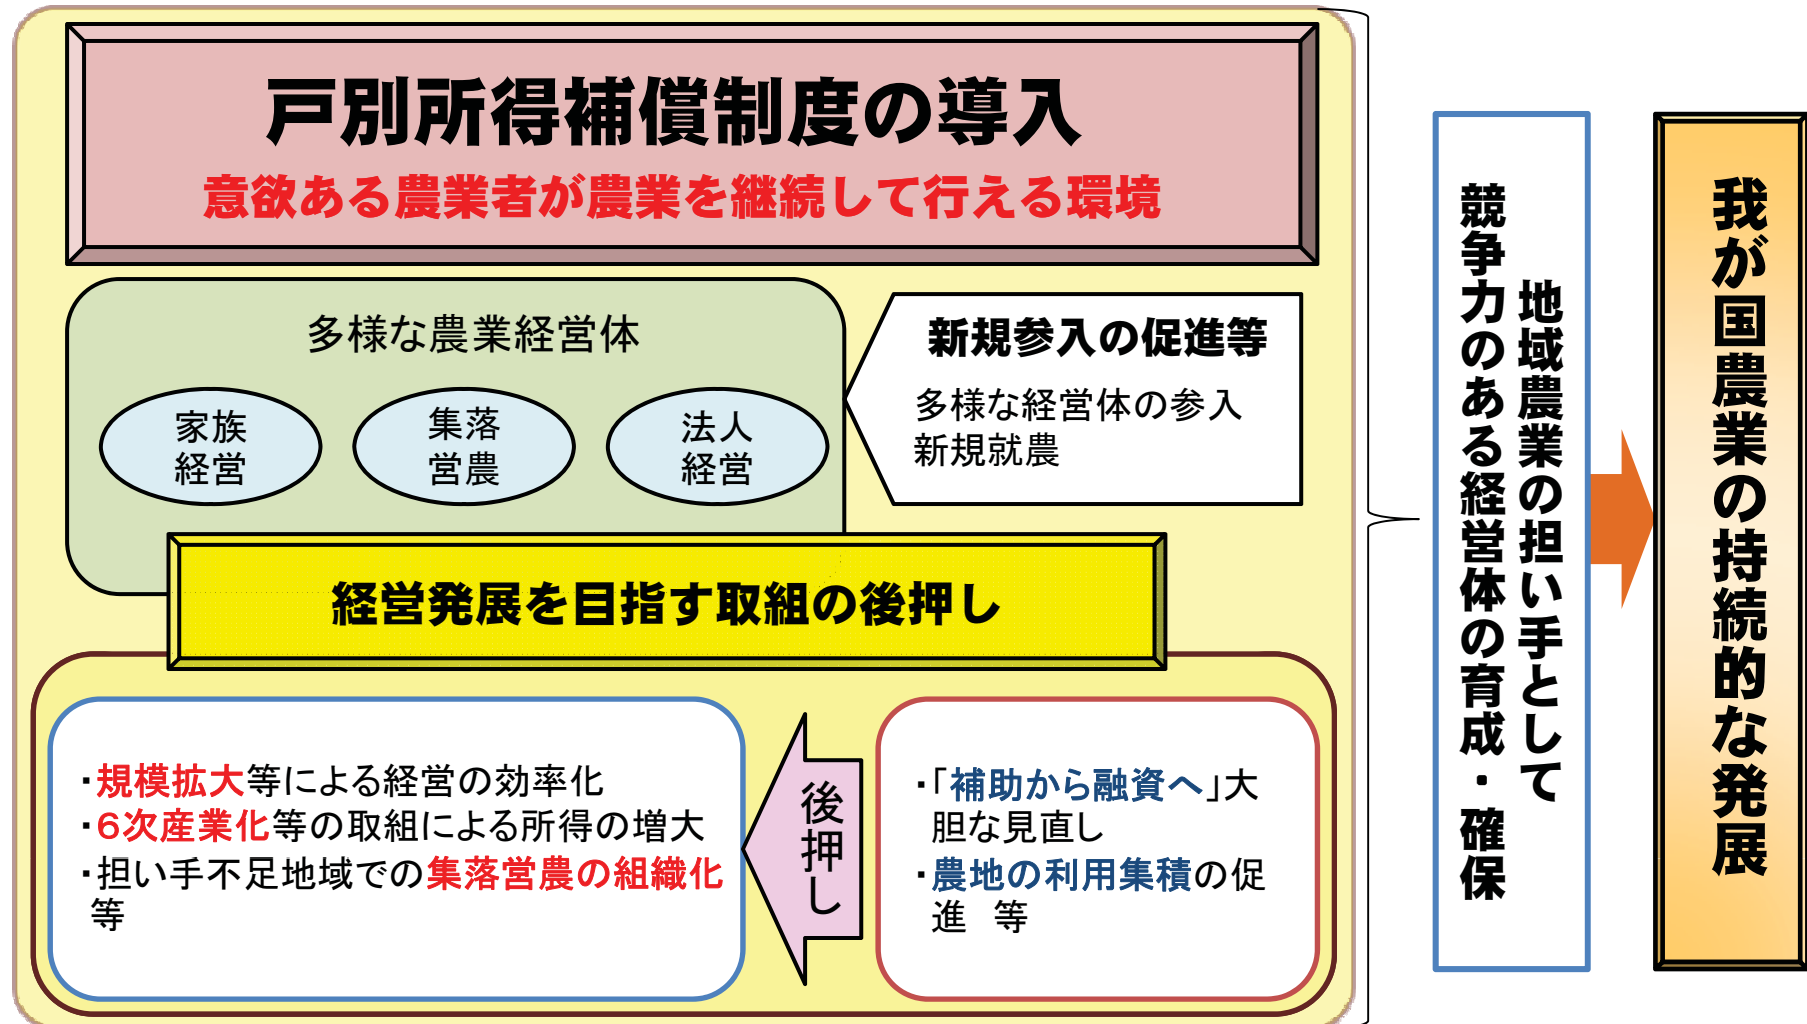 戸別所得補償制度の導入
意欲ある農業者が農業を継続して行える環境
多様な農業経営体
家族
経営
集落
営農
法人
経営
新規参入の促進等
多様な経営体の参入
新規就農
経営発展を目指す取組の後押し
・規模拡大等による経営の効率化
・６次産業化等の取組による所得の増大
・担い手不足地域での集落営農の組織化
等
後押し
・「補助から融資へ」大
胆な見直し
・農地の利用集積の促
進　等
地域農業の担い手として
競争力のある経営体の育成・確保
我が国農業の持続的な発展